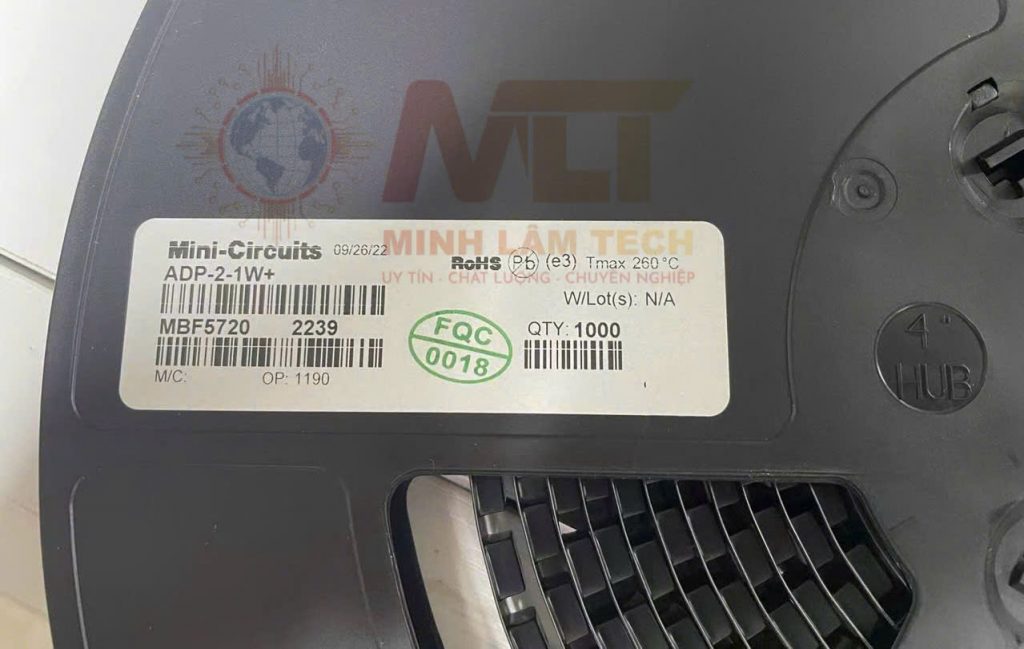 MLT
MINH LÂM TECH
UY TÍN - CHẤT LƯỢNG - CHUYÊN NGHIỆP
Mini-Circuits 09/26/22
RoHS Pb (e3) Tmax 260°C
ADP-2-1W+
W/Lot(s): N/A
MBF5720 2239
FQC
0018
QTY: 1000
M/C: OP: 1190
4"
HUB